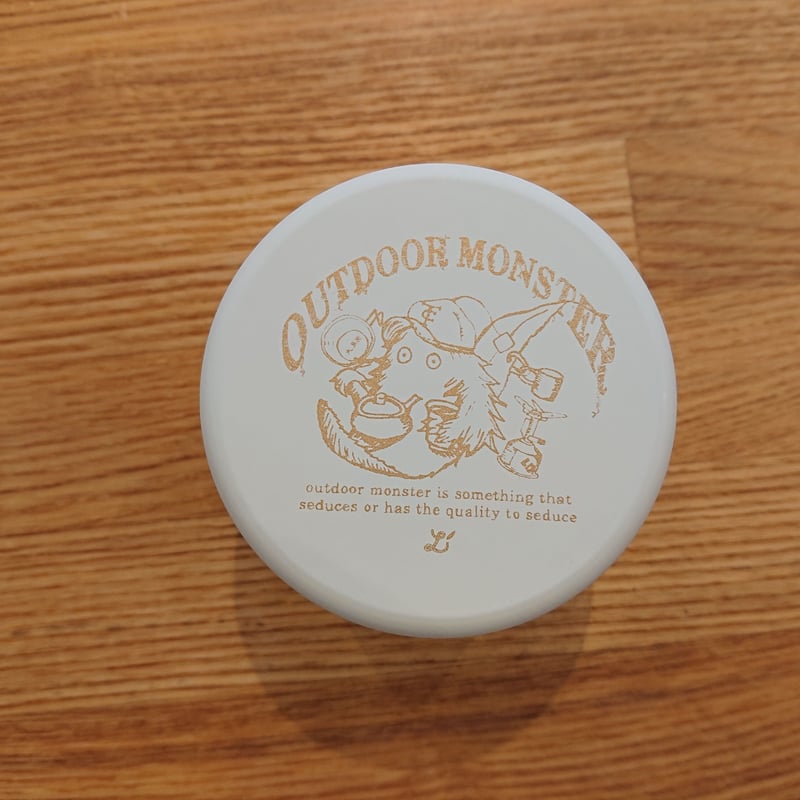 OUTDOOR MONSTER
outdoor monster is something that
seduces or has the quality to seduce